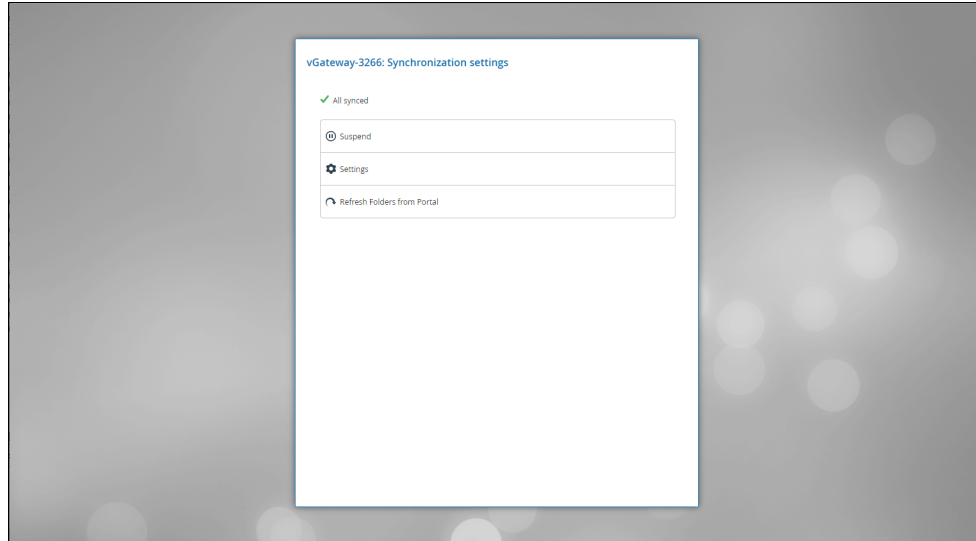 vGateway-3266: Synchronization settings
All synced
Suspend
Settings
Refresh Folders from Portal